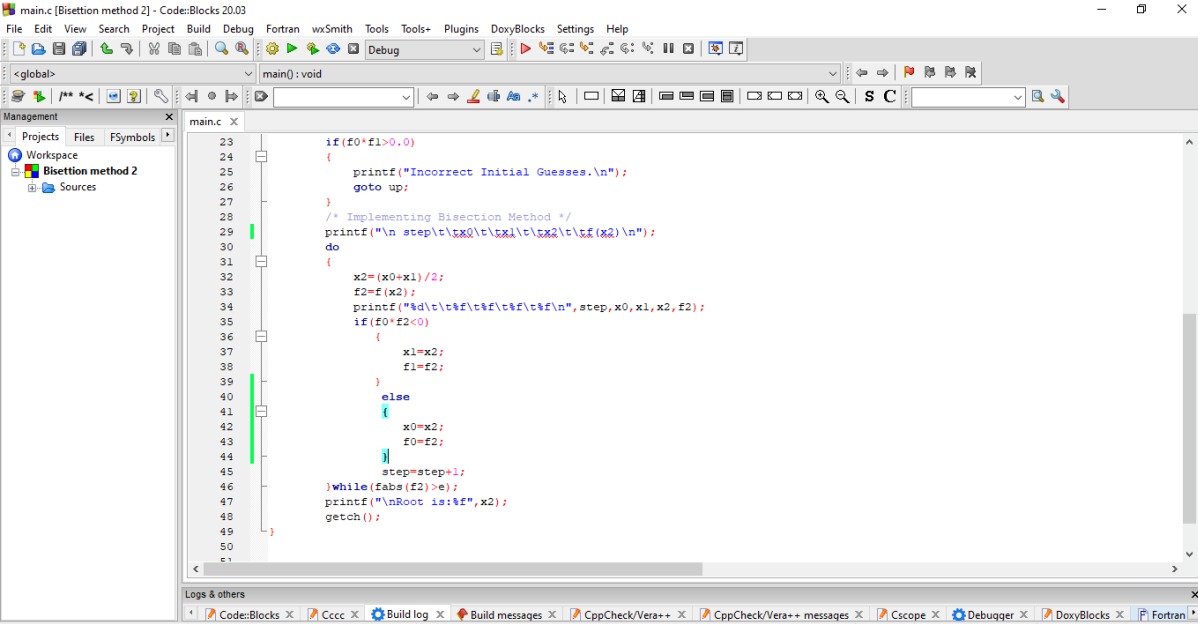 main.c [Bisettion method 2] - Code::Blocks 20.03
File Edit View Search Project Build Debug Fortran wxSmith Tools Tools+ Plugins DoxyBlocks Settings Help
Debug
<global> main() : void
/** *< Aa .* S C
Management
Projects Files FSymbols main.c
Workspace
Bisettion method 2
Sources
23 if(f0*f1>0.0)
24 {
25 printf("Incorrect Initial Guesses.\n");
26 goto up;
27 }
28 /* Implementing Bisection Method */
29 printf("\n step\t\tx0\t\tx1\t\tx2\t\tf(x2)\n");
30 do
31 {
32 x2=(x0+x1)/2;
33 f2=f(x2);
34 printf("%d\t\t%f\t%f\t%f\t%f\n",step,x0,x1,x2,f2);
35 if(f0*f2<0)
36 {
37 x1=x2;
38 f1=f2;
39 }
40 else
41 {
42 x0=x2;
43 f0=f2;
44 }
45 step=step+1;
46 }while(fabs(f2)>e);
47 printf("\nRoot is:%f",x2);
48 getch();
49 }
50
51
Logs & others
Code::Blocks Cccc Build log Build messages CppCheck/Vera++ CppCheck/Vera++ messages Cscope Debugger DoxyBlocks Fortran